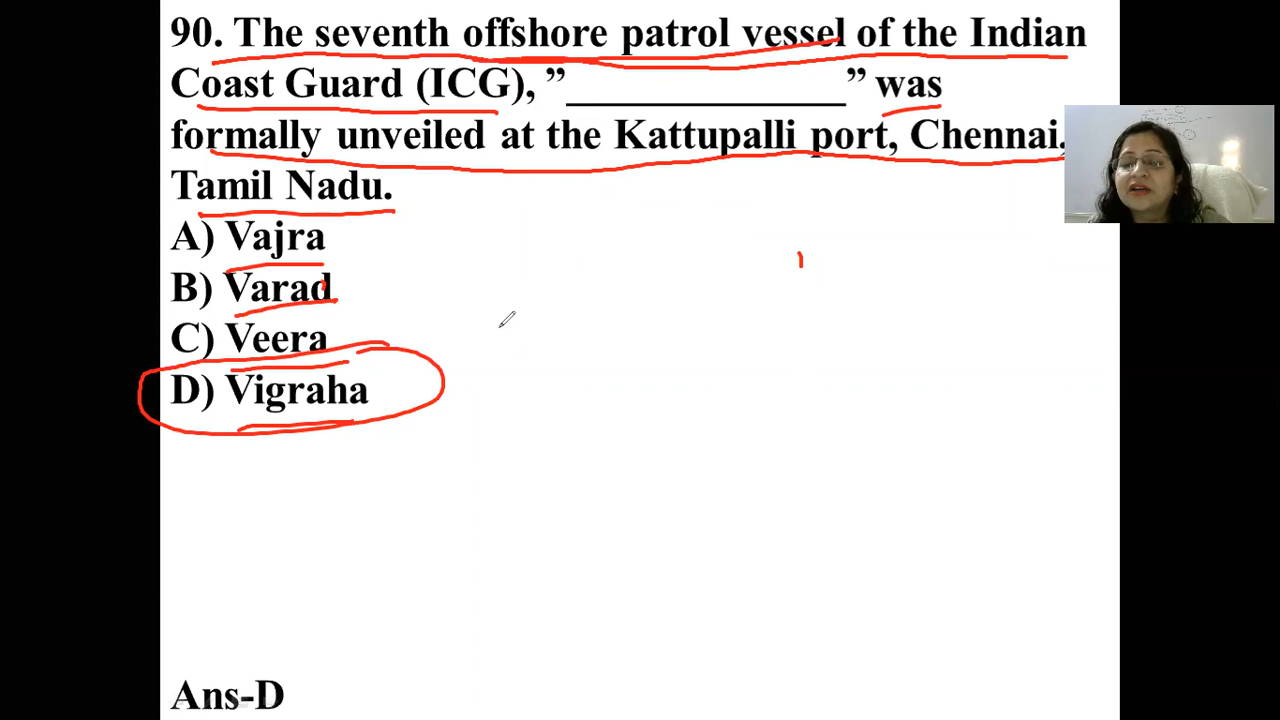 90. The seventh offshore patrol vessel of the Indian
Coast Guard (ICG), ”______________” was
formally unveiled at the Kattupalli port, Chennai,
Tamil Nadu.
A) Vajra
B) Varad
C) Veera
D) Vigraha
Ans-D